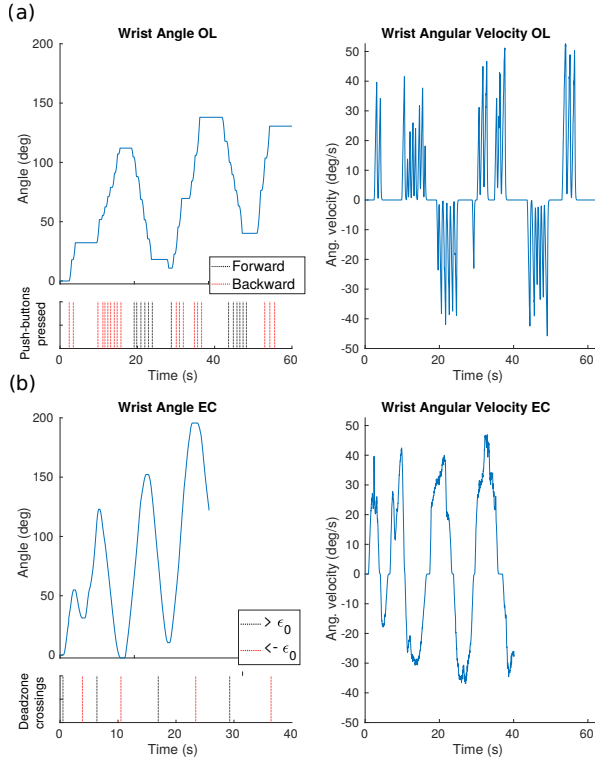 (a)
Wrist Angle OL
Wrist Angular Velocity OL
200
150
100
50
0
Angle (deg)
Forward
Backward
Push-buttons
pressed
0
20
40
60
Time (s)
50
40
30
20
10
0
-10
-20
-30
-40
-50
Ang. velocity (deg/s)
0
20
40
60
Time (s)
(b)
Wrist Angle EC
Wrist Angular Velocity EC
200
150
100
50
0
Angle (deg)
> ϵ0
<- ϵ0
Deadzone
crossings
0
10
20
30
40
Time (s)
50
40
30
20
10
0
-10
-20
-30
-40
-50
Ang. velocity (deg/s)
0
20
40
60
Time (s)